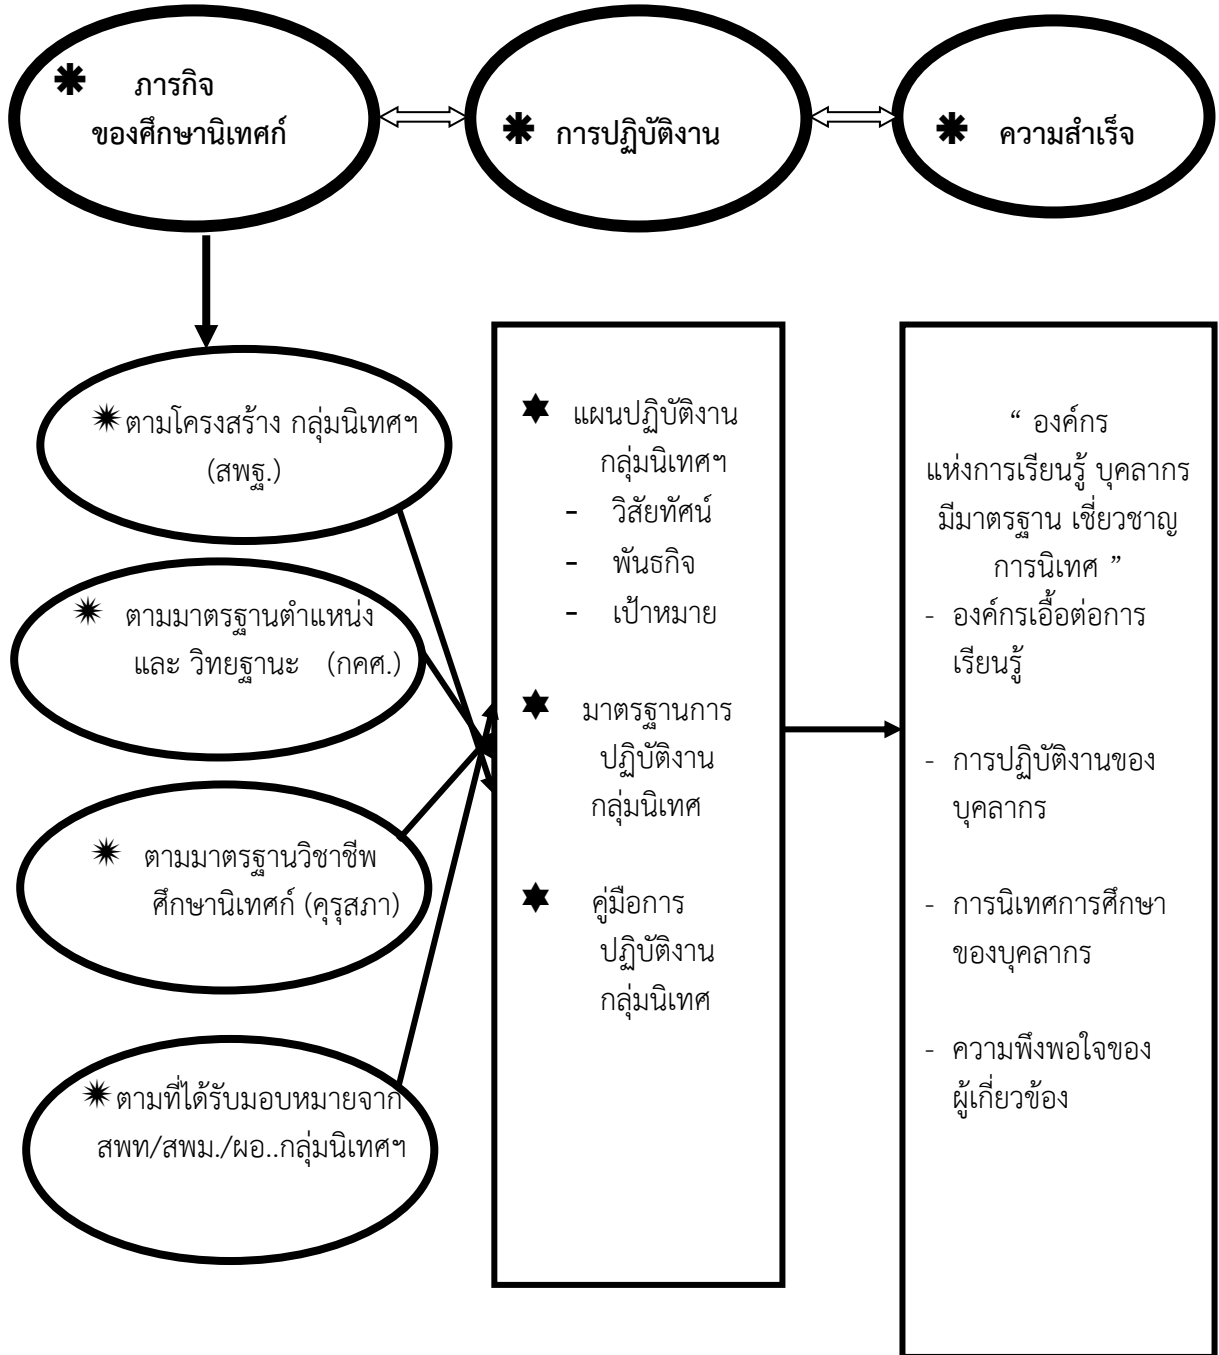 ภารกิจ
ของศึกษานิเทศก์
การปฏิบัติงาน
ความสำเร็จ
ตามโครงสร้าง กลุ่มนิเทศฯ
(สพฐ.)
ตามมาตรฐานตำแหน่ง
และ วิทยฐานะ (กคศ.)
ตามมาตรฐานวิชาชีพ
ศึกษานิเทศก์ (คุรุสภา)
ตามที่ได้รับมอบหมายจาก
สพท/สพม./ผอ..กลุ่มนิเทศฯ
แผนปฏิบัติงาน
กลุ่มนิเทศฯ
- วิสัยทัศน์
- พันธกิจ
- เป้าหมาย
มาตรฐานการ
ปฏิบัติงาน
กลุ่มนิเทศ
คู่มือการ
ปฏิบัติงาน
กลุ่มนิเทศ
“ องค์กร
แห่งการเรียนรู้ บุคลากร
มีมาตรฐาน เชี่ยวชาญ
การนิเทศ ”
- องค์กรเอื้อต่อการ
เรียนรู้
- การปฏิบัติงานของ
บุคลากร
- การนิเทศการศึกษา
ของบุคลากร
- ความพึงพอใจของ
ผู้เกี่ยวข้อง